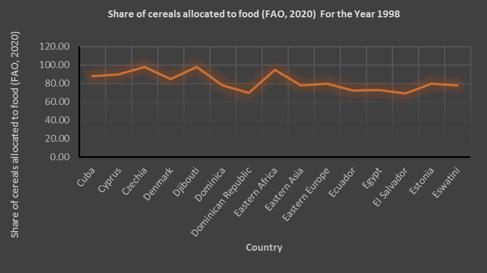 Share of cereals allocated to food (FAO, 2020)  For the Year 1998
Share of cereals allocated to food (FAO, 2020)
120.00
100.00
80.00
60.00
40.00
20.00
0.00
Cuba
Cyprus
Czechia
Denmark
Djibouti
Dominica
Dominican Republic
Eastern Africa
Eastern Asia
Eastern Europe
Ecuador
Egypt
El Salvador
Estonia
Eswatini
Country